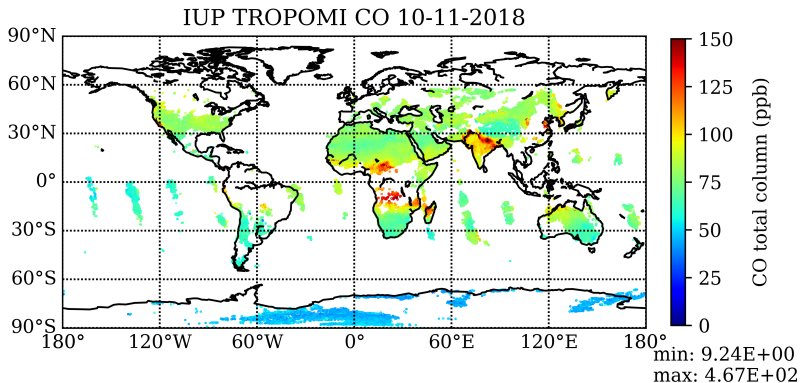 IUP TROPOMI CO 10-11-2018
90°N
60°N
30°N
0°
30°S
60°S
90°S
180° 120°W 60°W 0° 60°E 120°E 180°
150
125
100
75
50
25
0
CO total column (ppb)
min: 9.24E+00
max: 4.67E+02